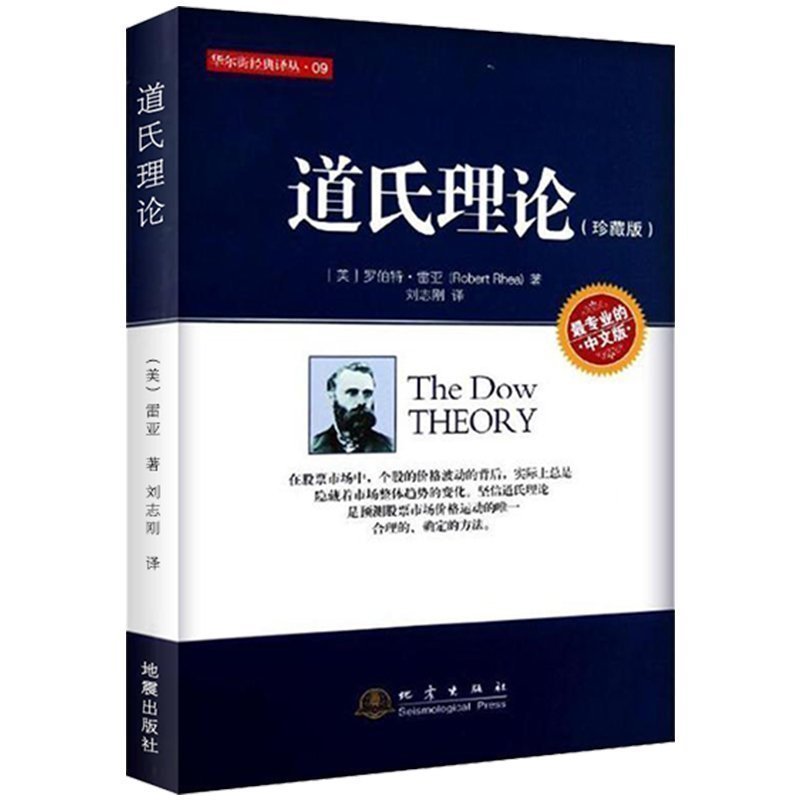 道氏理论
（美）雷亚 著 刘志刚 译
地震出版社
华尔街经典译丛·09
道氏理论（珍藏版）
［美］罗伯特·雷亚 (Robert Rhea) 著
刘志刚 译
最专业的
·中文版·
The Dow
THEORY
在股票市场中，个股的价格波动的背后，实际上总是
隐藏着市场整体趋势的变化。坚信道氏理论
是预测股票市场价格运动的唯一
合理的、确定的方法。
地震出版社
Seismological Press